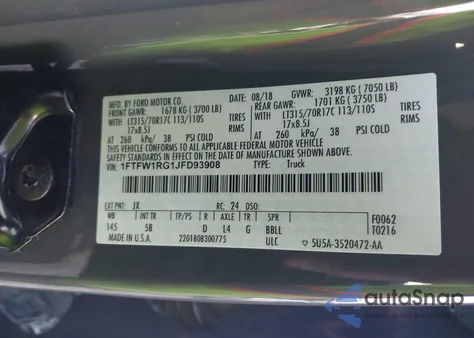 MFD. BY FORD MOTOR CO. 08/18 GVWR: 3198 KG ( 7050 LB)
FRONT GAWR: 1678 KG ( 3700 LB) REAR GAWR: 1701 KG ( 3750 LB)
WITH LT315/70R17C 113/110S TIRES WITH LT315/70R17C 113/110S TIRES
17x8.5J RIMS 17x8.5J RIMS
AT 260 kPa/ 38 PSI COLD AT 260 kPa/ 38 PSI COLD
THIS VEHICLE CONFORMS TO ALL APPLICABLE FEDERAL MOTOR VEHICLE SAFETY AND THEFT PREVENTION STANDARDS IN EFFECT ON THE DATE OF MANUFACTURE SHOWN ABOVE.
VIN: 1FTFW1RG1JFD93908 TYPE: Truck
EXT PNT: JX RC: 24 DSO:
WB INT TR TP/PS R AXLE TR SPR F0062
145 5B D L4 G BBLL T0216
MADE IN U.S.A. 2201808300775 ULC 5U5A-3520472-AA
autoSnap